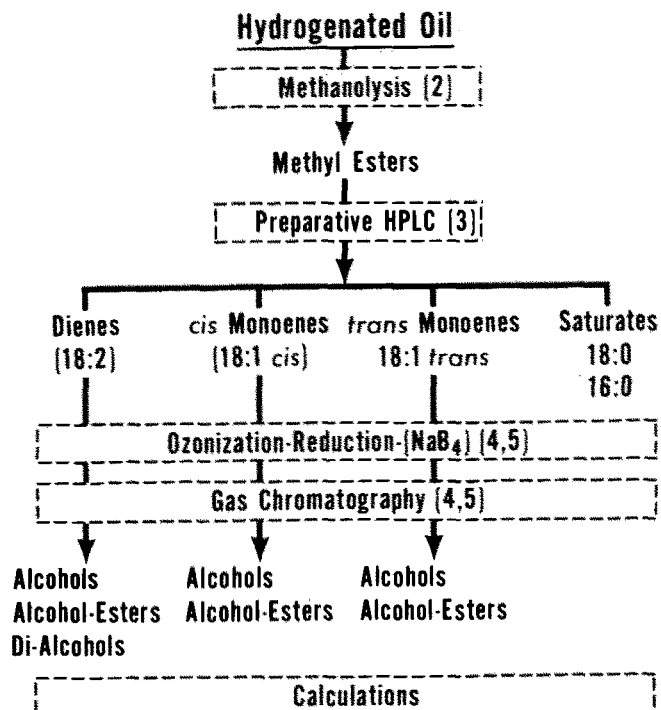 Hydrogenated Oil
Methanolysis (2)
Methyl Esters
Preparative HPLC (3)
Dienes
(18:2)
cis Monoenes
(18:1 cis)
trans Monoenes
18:1 trans
Saturates
18:0
16:0
Ozonization-Reduction-(NaB₄) (4,5)
Gas Chromatography (4,5)
Alcohols
Alcohol-Esters
Di-Alcohols
Alcohols
Alcohol-Esters
Alcohols
Alcohol-Esters
Calculations